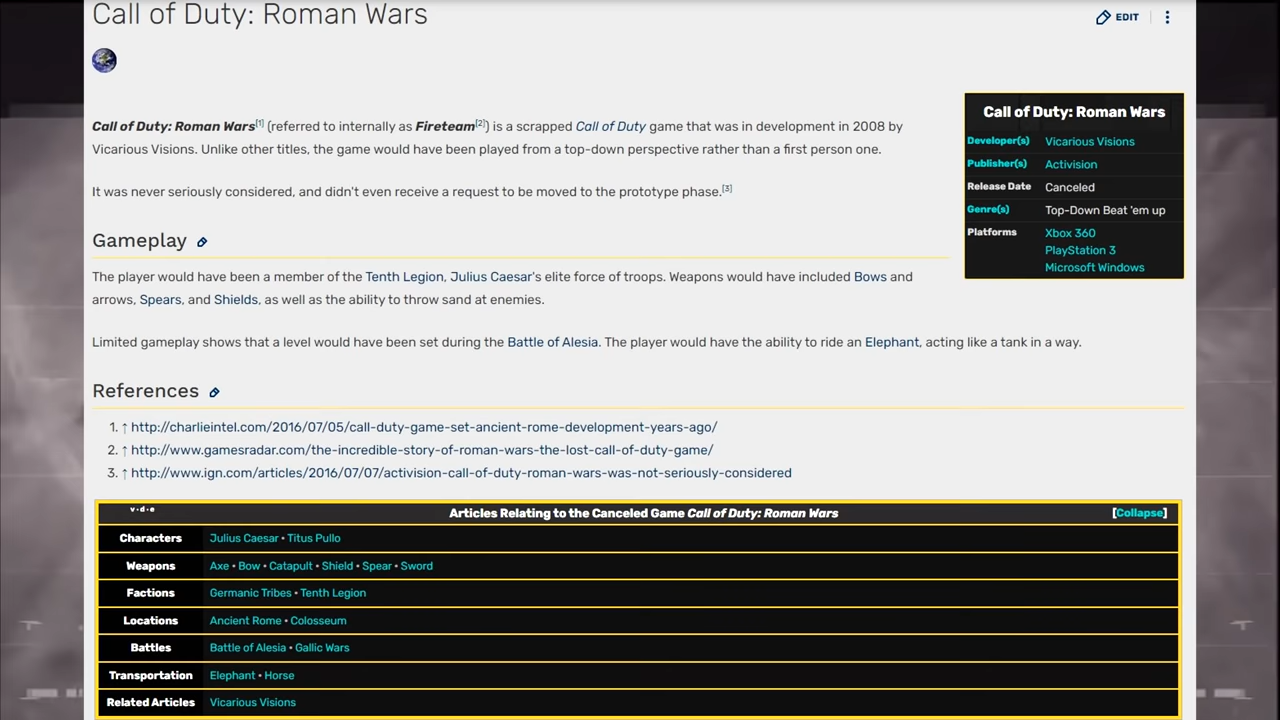 Call of Duty: Roman Wars
EDIT
Call of Duty: Roman Wars[1] (referred to internally as Fireteam[2]) is a scrapped Call of Duty game that was in development in 2008 by
Vicarious Visions. Unlike other titles, the game would have been played from a top-down perspective rather than a first person one.
It was never seriously considered, and didn't even receive a request to be moved to the prototype phase.[3]
Call of Duty: Roman Wars
Developer(s) Vicarious Visions
Publisher(s) Activision
Release Date Canceled
Genre(s) Top-Down Beat 'em up
Platforms Xbox 360
PlayStation 3
Microsoft Windows
Gameplay
The player would have been a member of the Tenth Legion, Julius Caesar's elite force of troops. Weapons would have included Bows and
arrows, Spears, and Shields, as well as the ability to throw sand at enemies.
Limited gameplay shows that a level would have been set during the Battle of Alesia. The player would have the ability to ride an Elephant, acting like a tank in a way.
References
1. ↑ http://charlieintel.com/2016/07/05/call-duty-game-set-ancient-rome-development-years-ago/
2. ↑ http://www.gamesradar.com/the-incredible-story-of-roman-wars-the-lost-call-of-duty-game/
3. ↑ http://www.ign.com/articles/2016/07/07/activision-call-of-duty-roman-wars-was-not-seriously-considered
v·d·e Articles Relating to the Canceled Game Call of Duty: Roman Wars [Collapse]
Characters Julius Caesar • Titus Pullo
Weapons Axe • Bow • Catapult • Shield • Spear • Sword
Factions Germanic Tribes • Tenth Legion
Locations Ancient Rome • Colosseum
Battles Battle of Alesia • Gallic Wars
Transportation Elephant • Horse
Related Articles Vicarious Visions